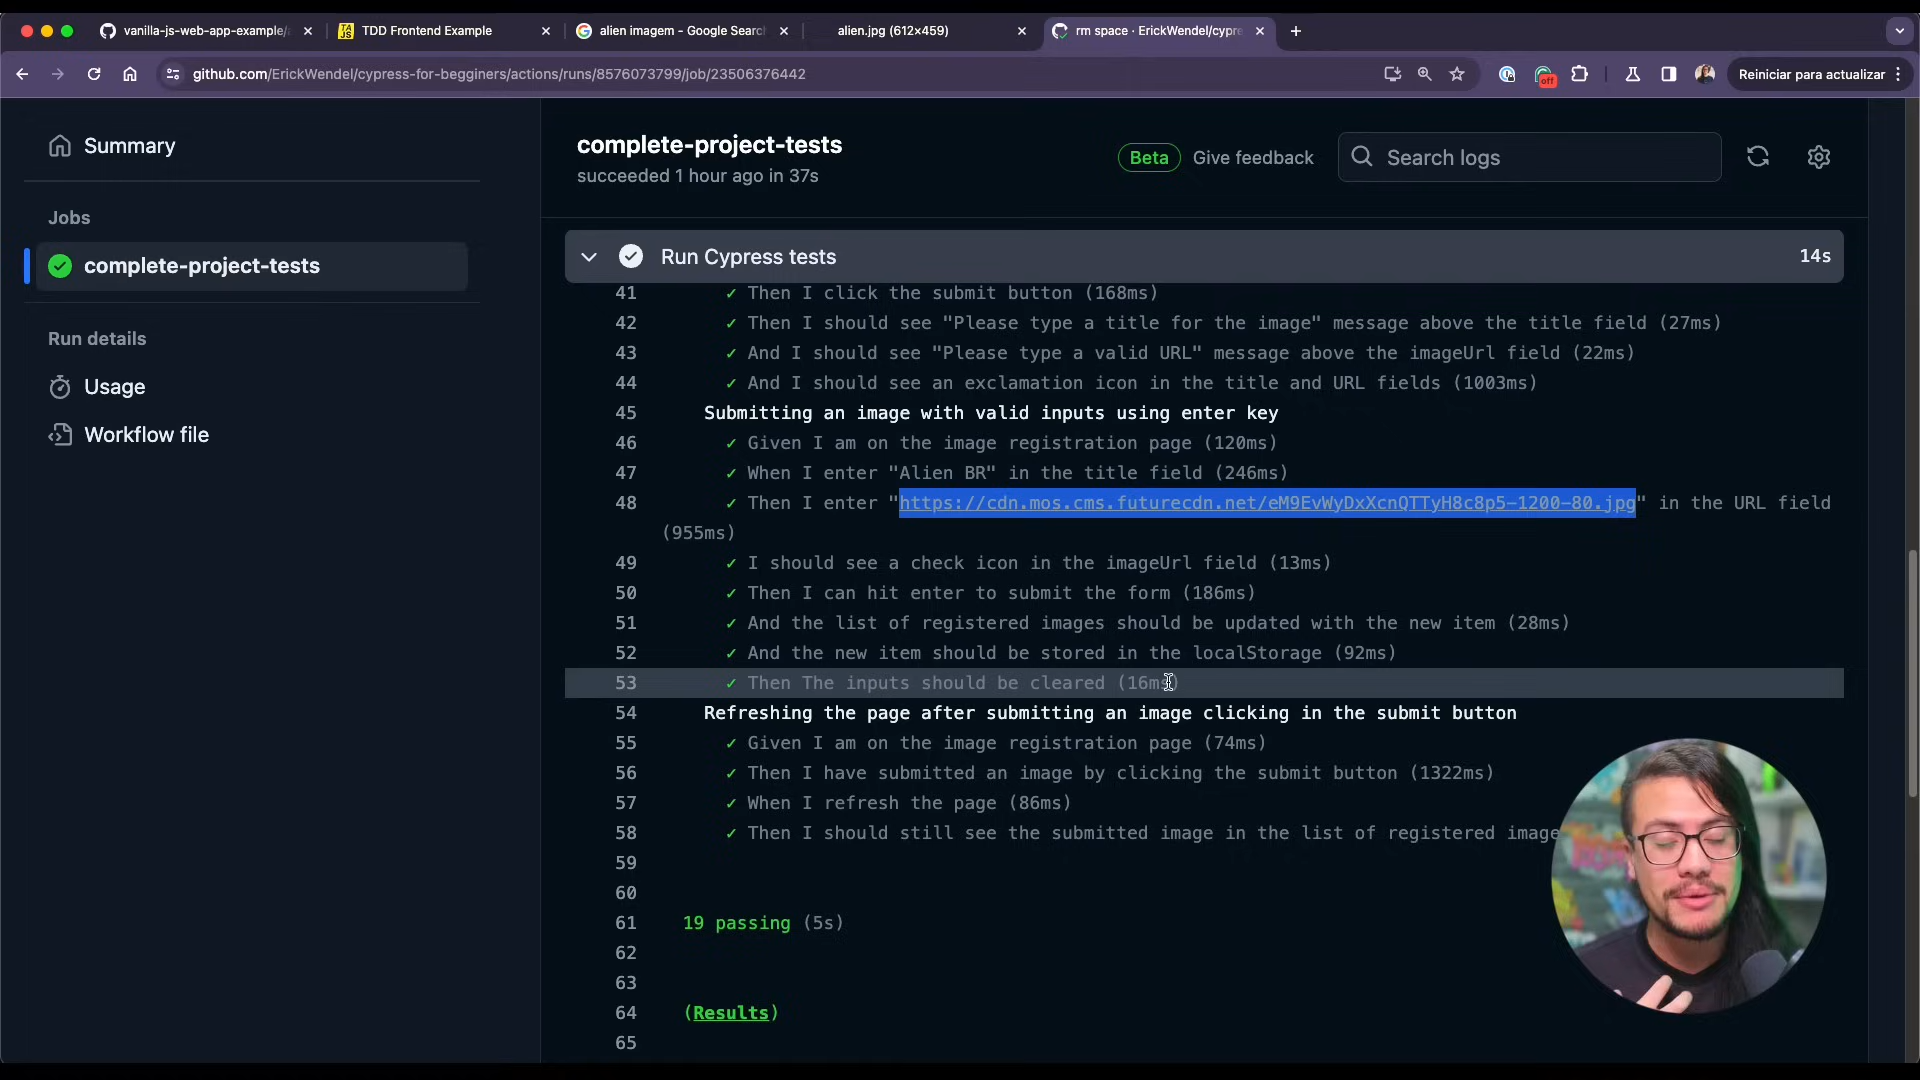 vanilla-js-web-app-example/
TDD Frontend Example
alien imagem - Google Search
alien.jpg (612×459)
rm space · ErickWendel/cypre
github.com/ErickWendel/cypress-for-begginers/actions/runs/8576073799/job/23506376442
off
Reiniciar para actualizar
Summary
Jobs
complete-project-tests
Run details
Usage
Workflow file
complete-project-tests
succeeded 1 hour ago in 37s
Beta
Give feedback
Search logs
Run Cypress tests
14s
41 ✓ Then I click the submit button (168ms)
42 ✓ Then I should see "Please type a title for the image" message above the title field (27ms)
43 ✓ And I should see "Please type a valid URL" message above the imageUrl field (22ms)
44 ✓ And I should see an exclamation icon in the title and URL fields (1003ms)
45 Submitting an image with valid inputs using enter key
46 ✓ Given I am on the image registration page (120ms)
47 ✓ When I enter "Alien BR" in the title field (246ms)
48 ✓ Then I enter "https://cdn.mos.cms.futurecdn.net/eM9EvWyDxXcnQTTyH8c8p5-1200-80.jpg" in the URL field
(955ms)
49 ✓ I should see a check icon in the imageUrl field (13ms)
50 ✓ Then I can hit enter to submit the form (186ms)
51 ✓ And the list of registered images should be updated with the new item (28ms)
52 ✓ And the new item should be stored in the localStorage (92ms)
53 ✓ Then The inputs should be cleared (16ms)
54 Refreshing the page after submitting an image clicking in the submit button
55 ✓ Given I am on the image registration page (74ms)
56 ✓ Then I have submitted an image by clicking the submit button (1322ms)
57 ✓ When I refresh the page (86ms)
58 ✓ Then I should still see the submitted image in the list of registered image
59
60
61 19 passing (5s)
62
63
64 (Results)
65